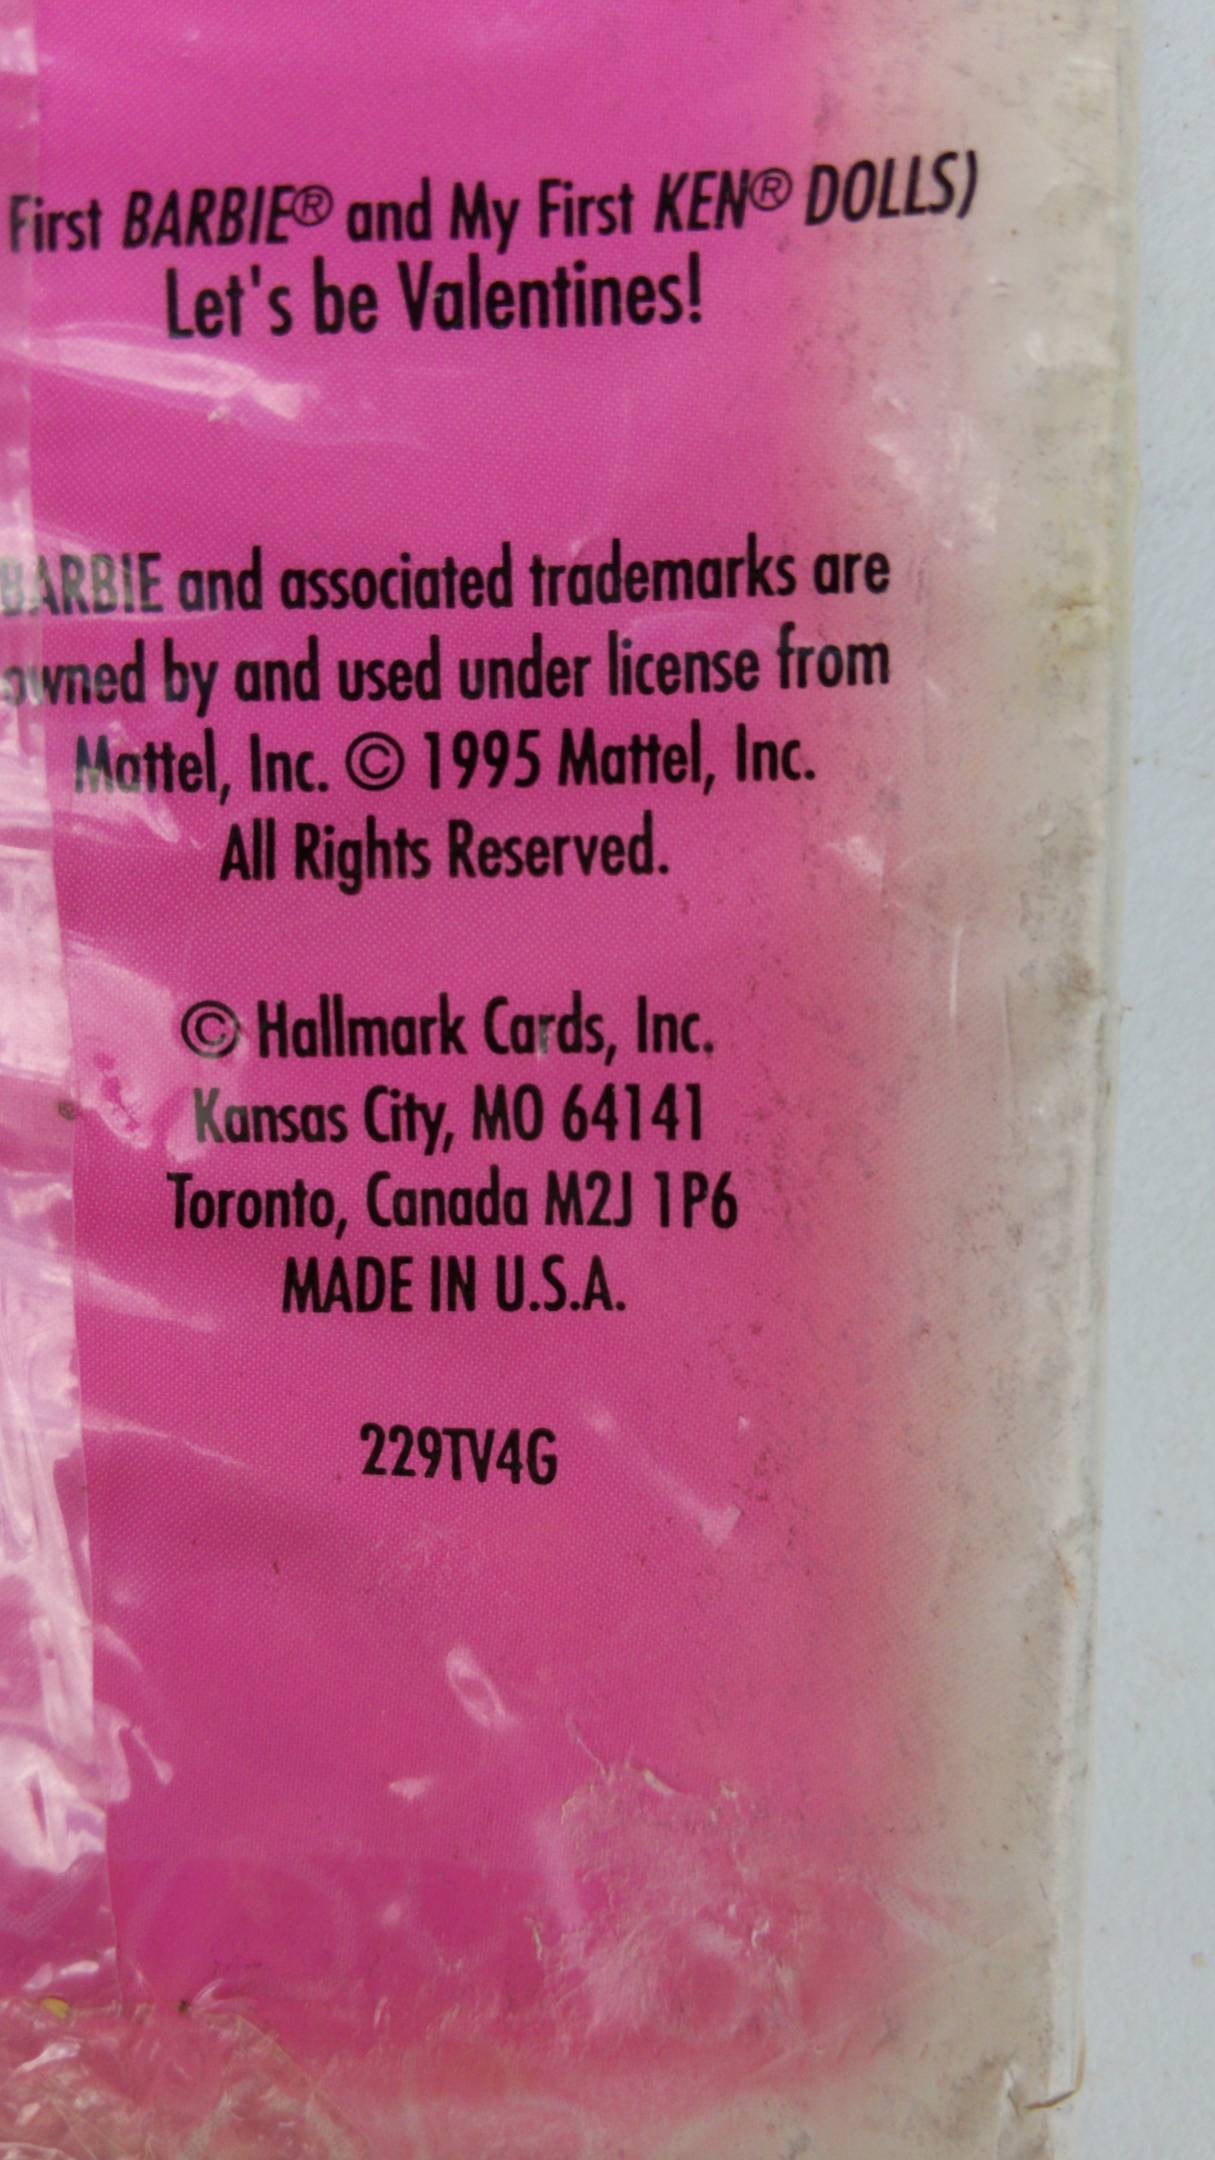 First BARBIE® and My First KEN® DOLLS)
Let's be Valentines!
BARBIE and associated trademarks are
owned by and used under license from
Mattel, Inc. © 1995 Mattel, Inc.
All Rights Reserved.
© Hallmark Cards, Inc.
Kansas City, MO 64141
Toronto, Canada M2J 1P6
MADE IN U.S.A.
229TV4G